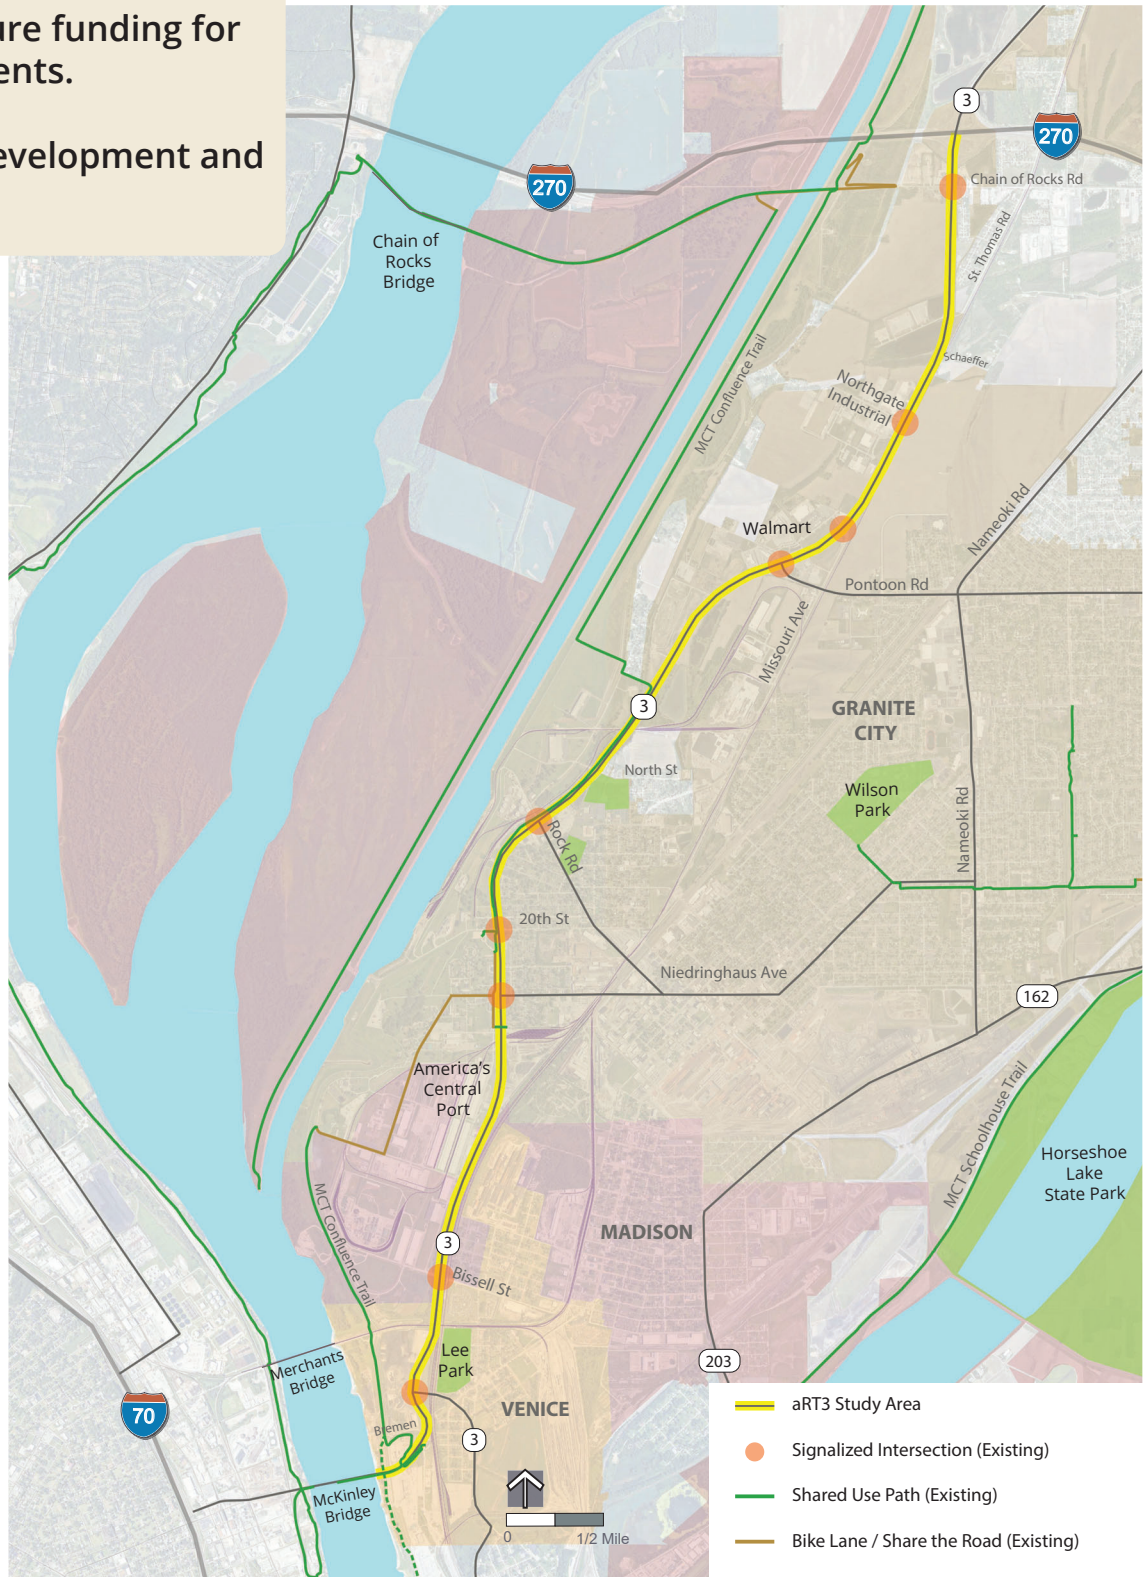 ure funding for
ents.
evelopment and
3
270
270
Chain of Rocks Rd
St. Thomas Rd
Chain of
Rocks
Bridge
Schaeffer
MCT Confluence Trail
Northgate
Industrial
Nameoki Rd
Walmart
Pontoon Rd
Missouri Ave
3
GRANITE
CITY
North St
Wilson
Park
Nameoki Rd
Rock Rd
20th St
Niedringhaus Ave
162
America's
Central
Port
MCT Schoolhouse Trail
Horseshoe
Lake
State Park
MCT Confluence Trail
MADISON
3
Bissell St
Merchants
Bridge
Lee
Park
203
70
VENICE
Bremen
3
McKinley
Bridge
0 1/2 Mile
aRT3 Study Area
Signalized Intersection (Existing)
Shared Use Path (Existing)
Bike Lane / Share the Road (Existing)